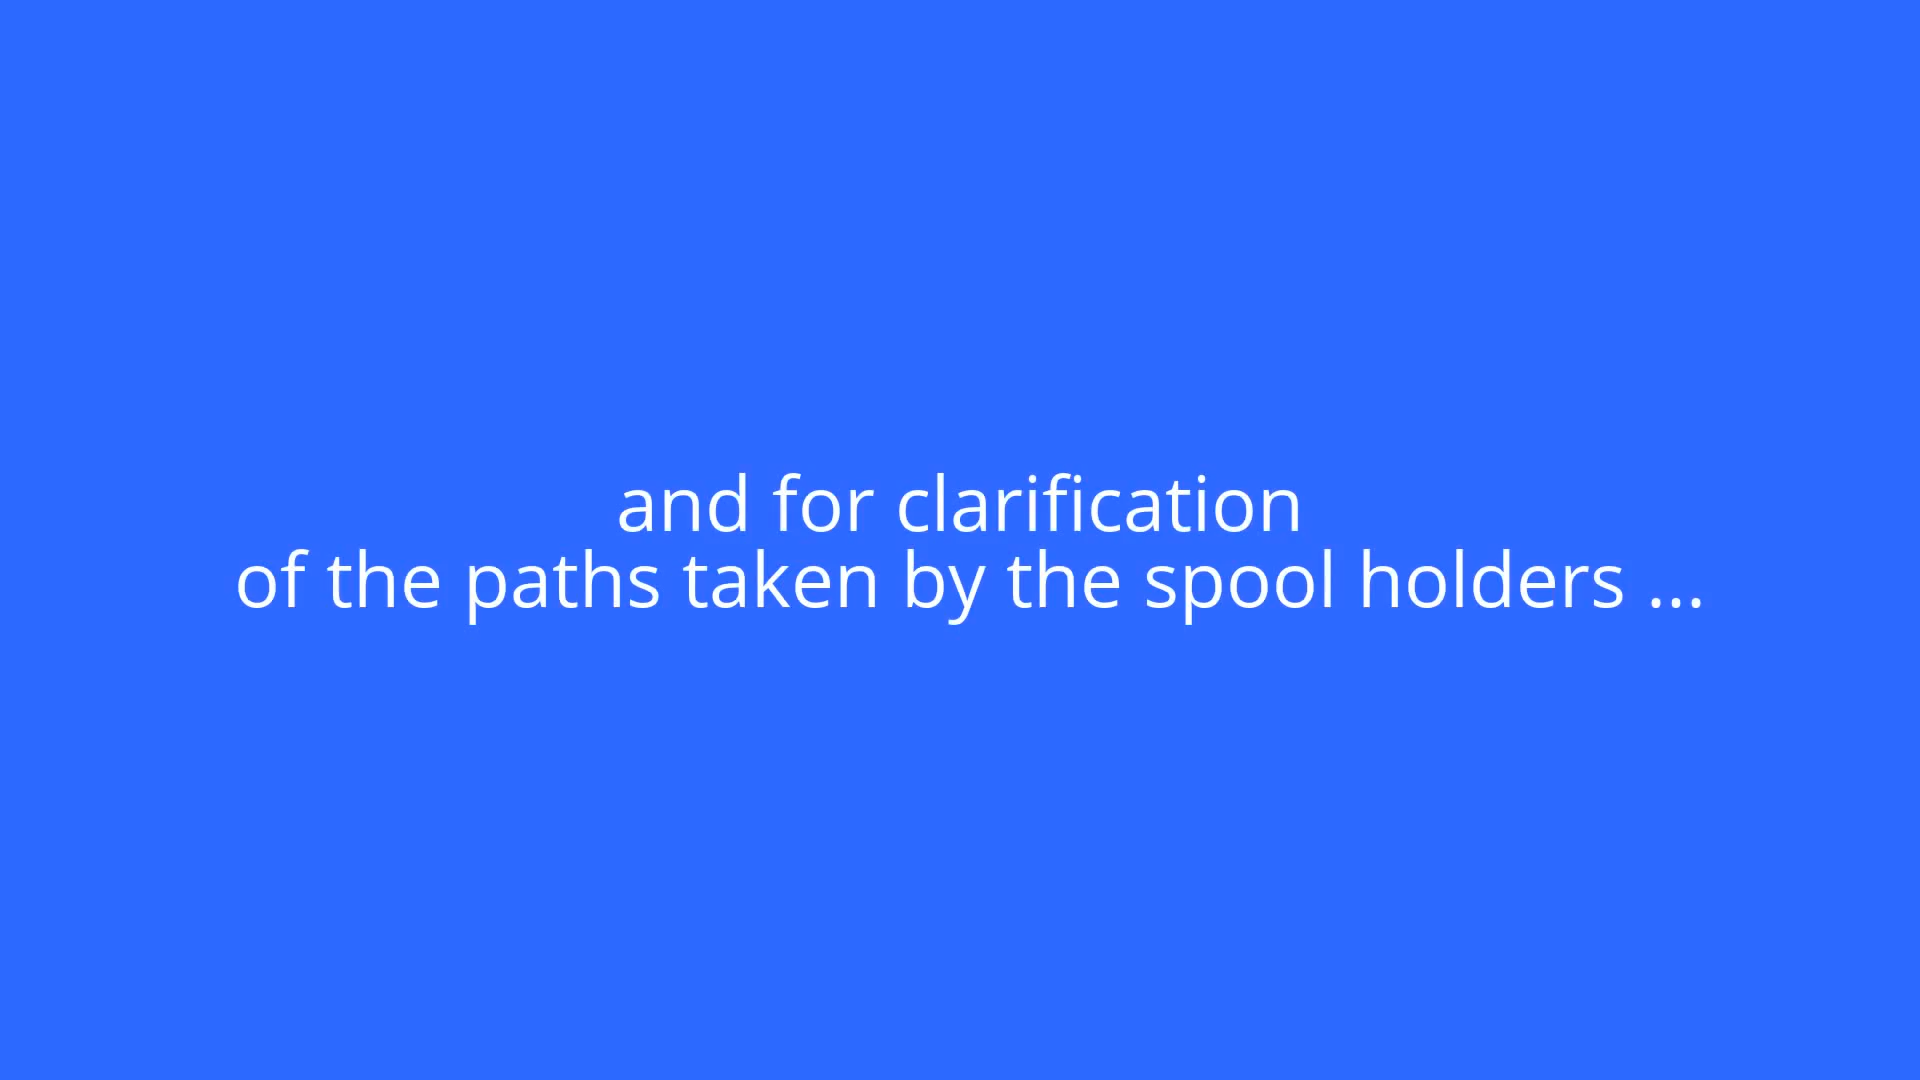 and for clarification
of the paths taken by the spool holders ...